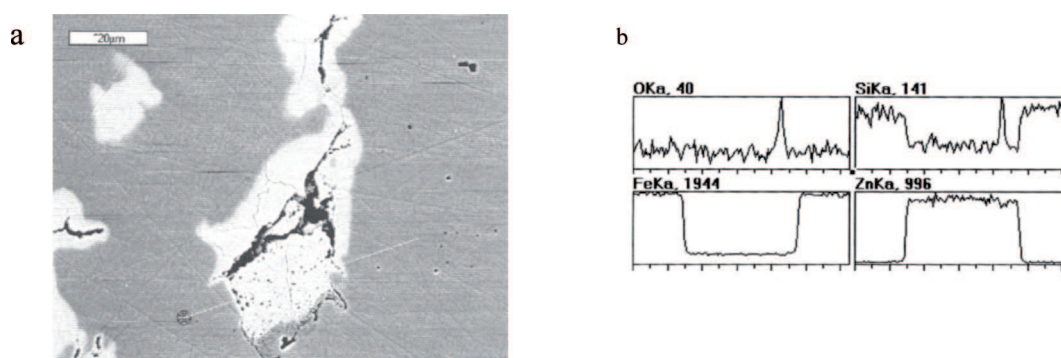 a
20µm
b
OKa, 40
SiKa, 141
FeKa, 1944
ZnKa, 996